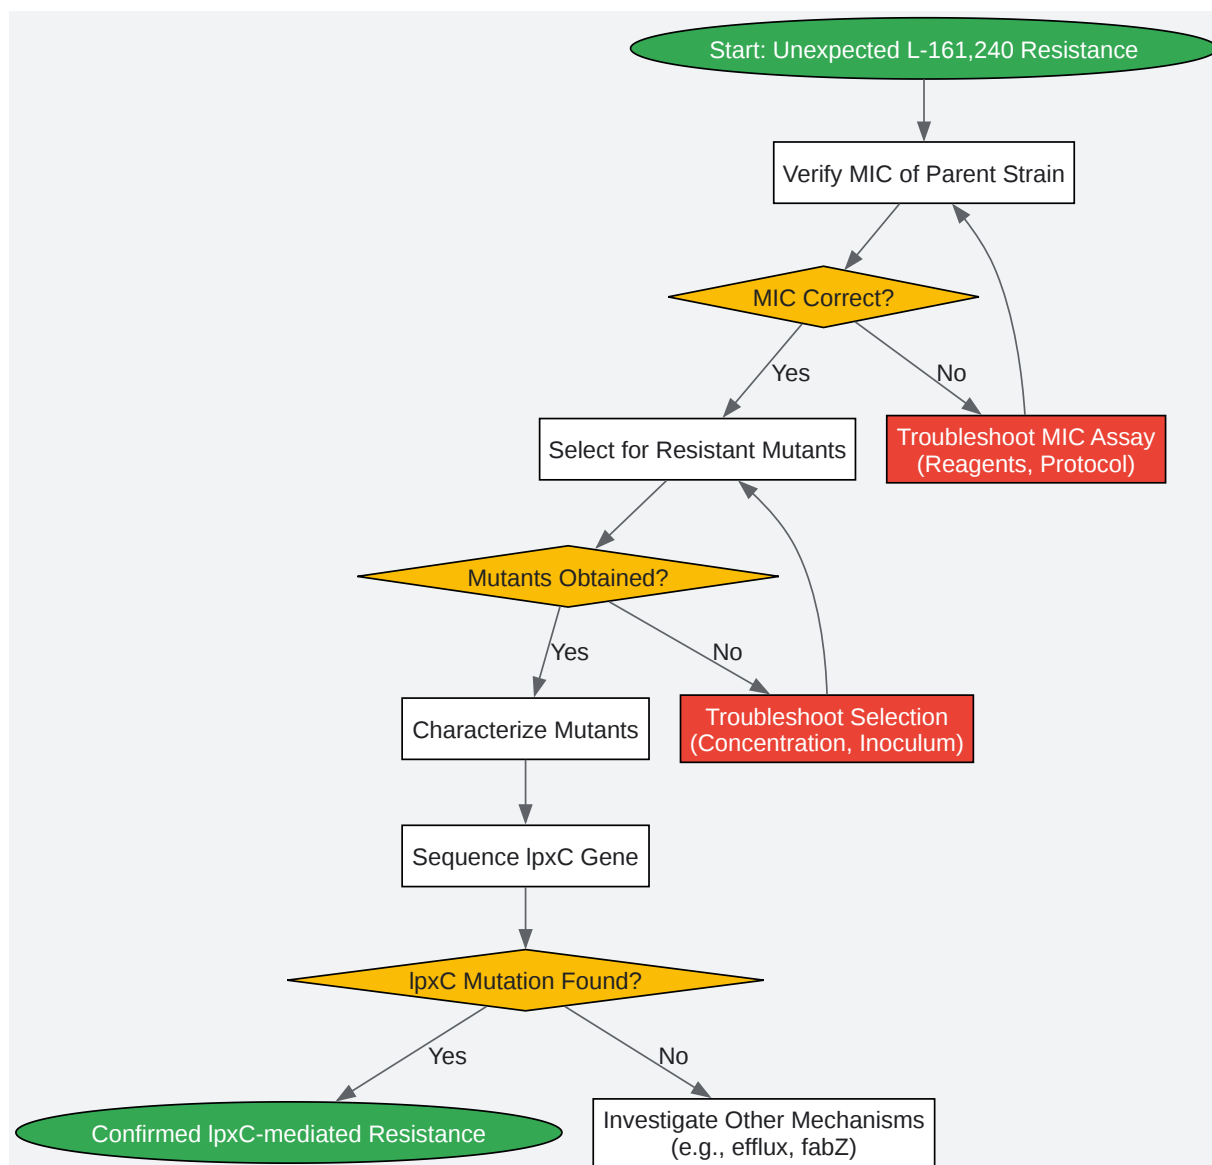 Start: Unexpected L-161,240 Resistance
Verify MIC of Parent Strain
MIC Correct?
Yes
No
Select for Resistant Mutants
Troubleshoot MIC Assay
(Reagents, Protocol)
Mutants Obtained?
Yes
No
Characterize Mutants
Troubleshoot Selection
(Concentration, Inoculum)
Sequence lpxC Gene
lpxC Mutation Found?
Yes
No
Confirmed lpxC-mediated Resistance
Investigate Other Mechanisms
(e.g., efflux, fabZ)